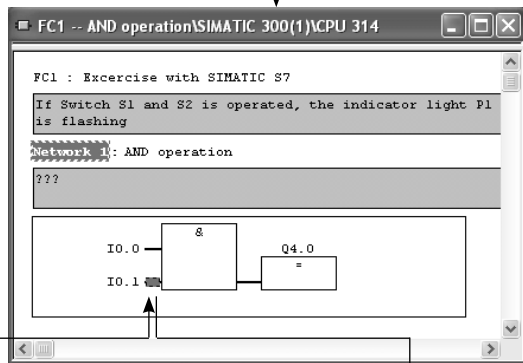 FC1 -- AND operation\SIMATIC 300(1)\CPU 314
FC1 : Excercise with SIMATIC S7
If Switch S1 and S2 is operated, the indicator light P1
is flashing
Network 1: AND operation
???
&
I0.0
Q4.0
=
I0.1